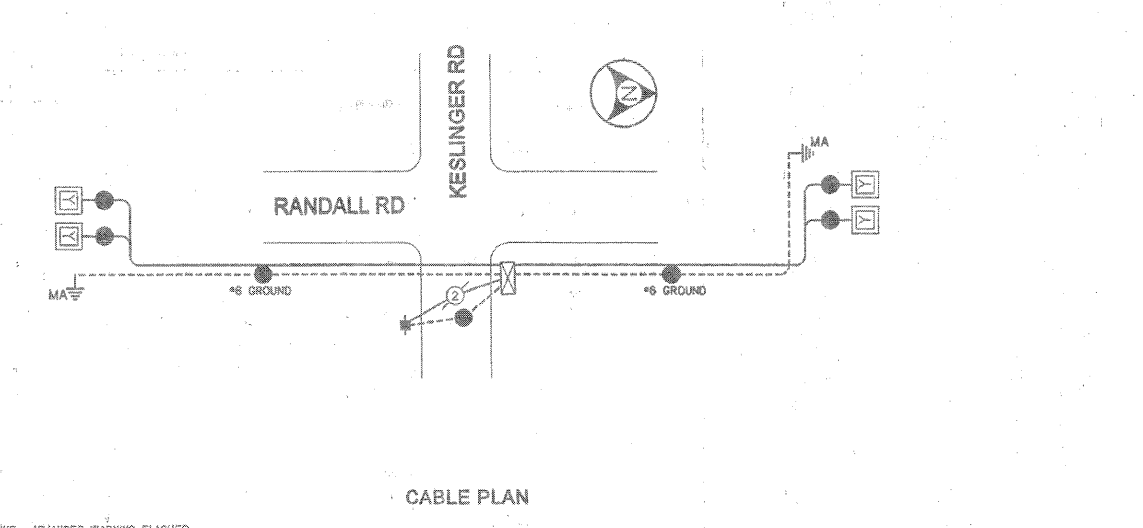 KESLINGER RD
N
MA
RANDALL RD
Y
Y
Y
Y
MA
#6 GROUND
2
#6 GROUND
CABLE PLAN